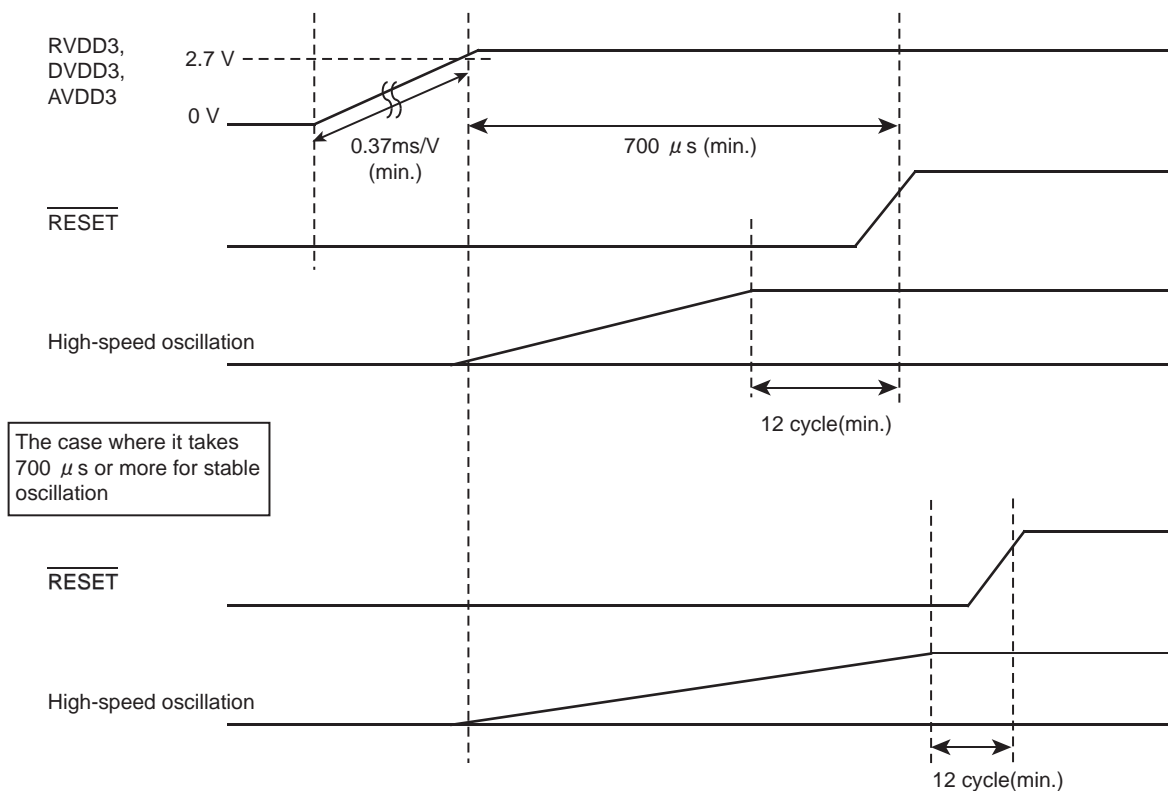 RVDD3,
DVDD3,
AVDD3
2.7 V
0 V
0.37ms/V
(min.)
700 μs (min.)
RESET
High-speed oscillation
12 cycle(min.)
The case where it takes
700 μs or more for stable
oscillation
RESET
High-speed oscillation
12 cycle(min.)